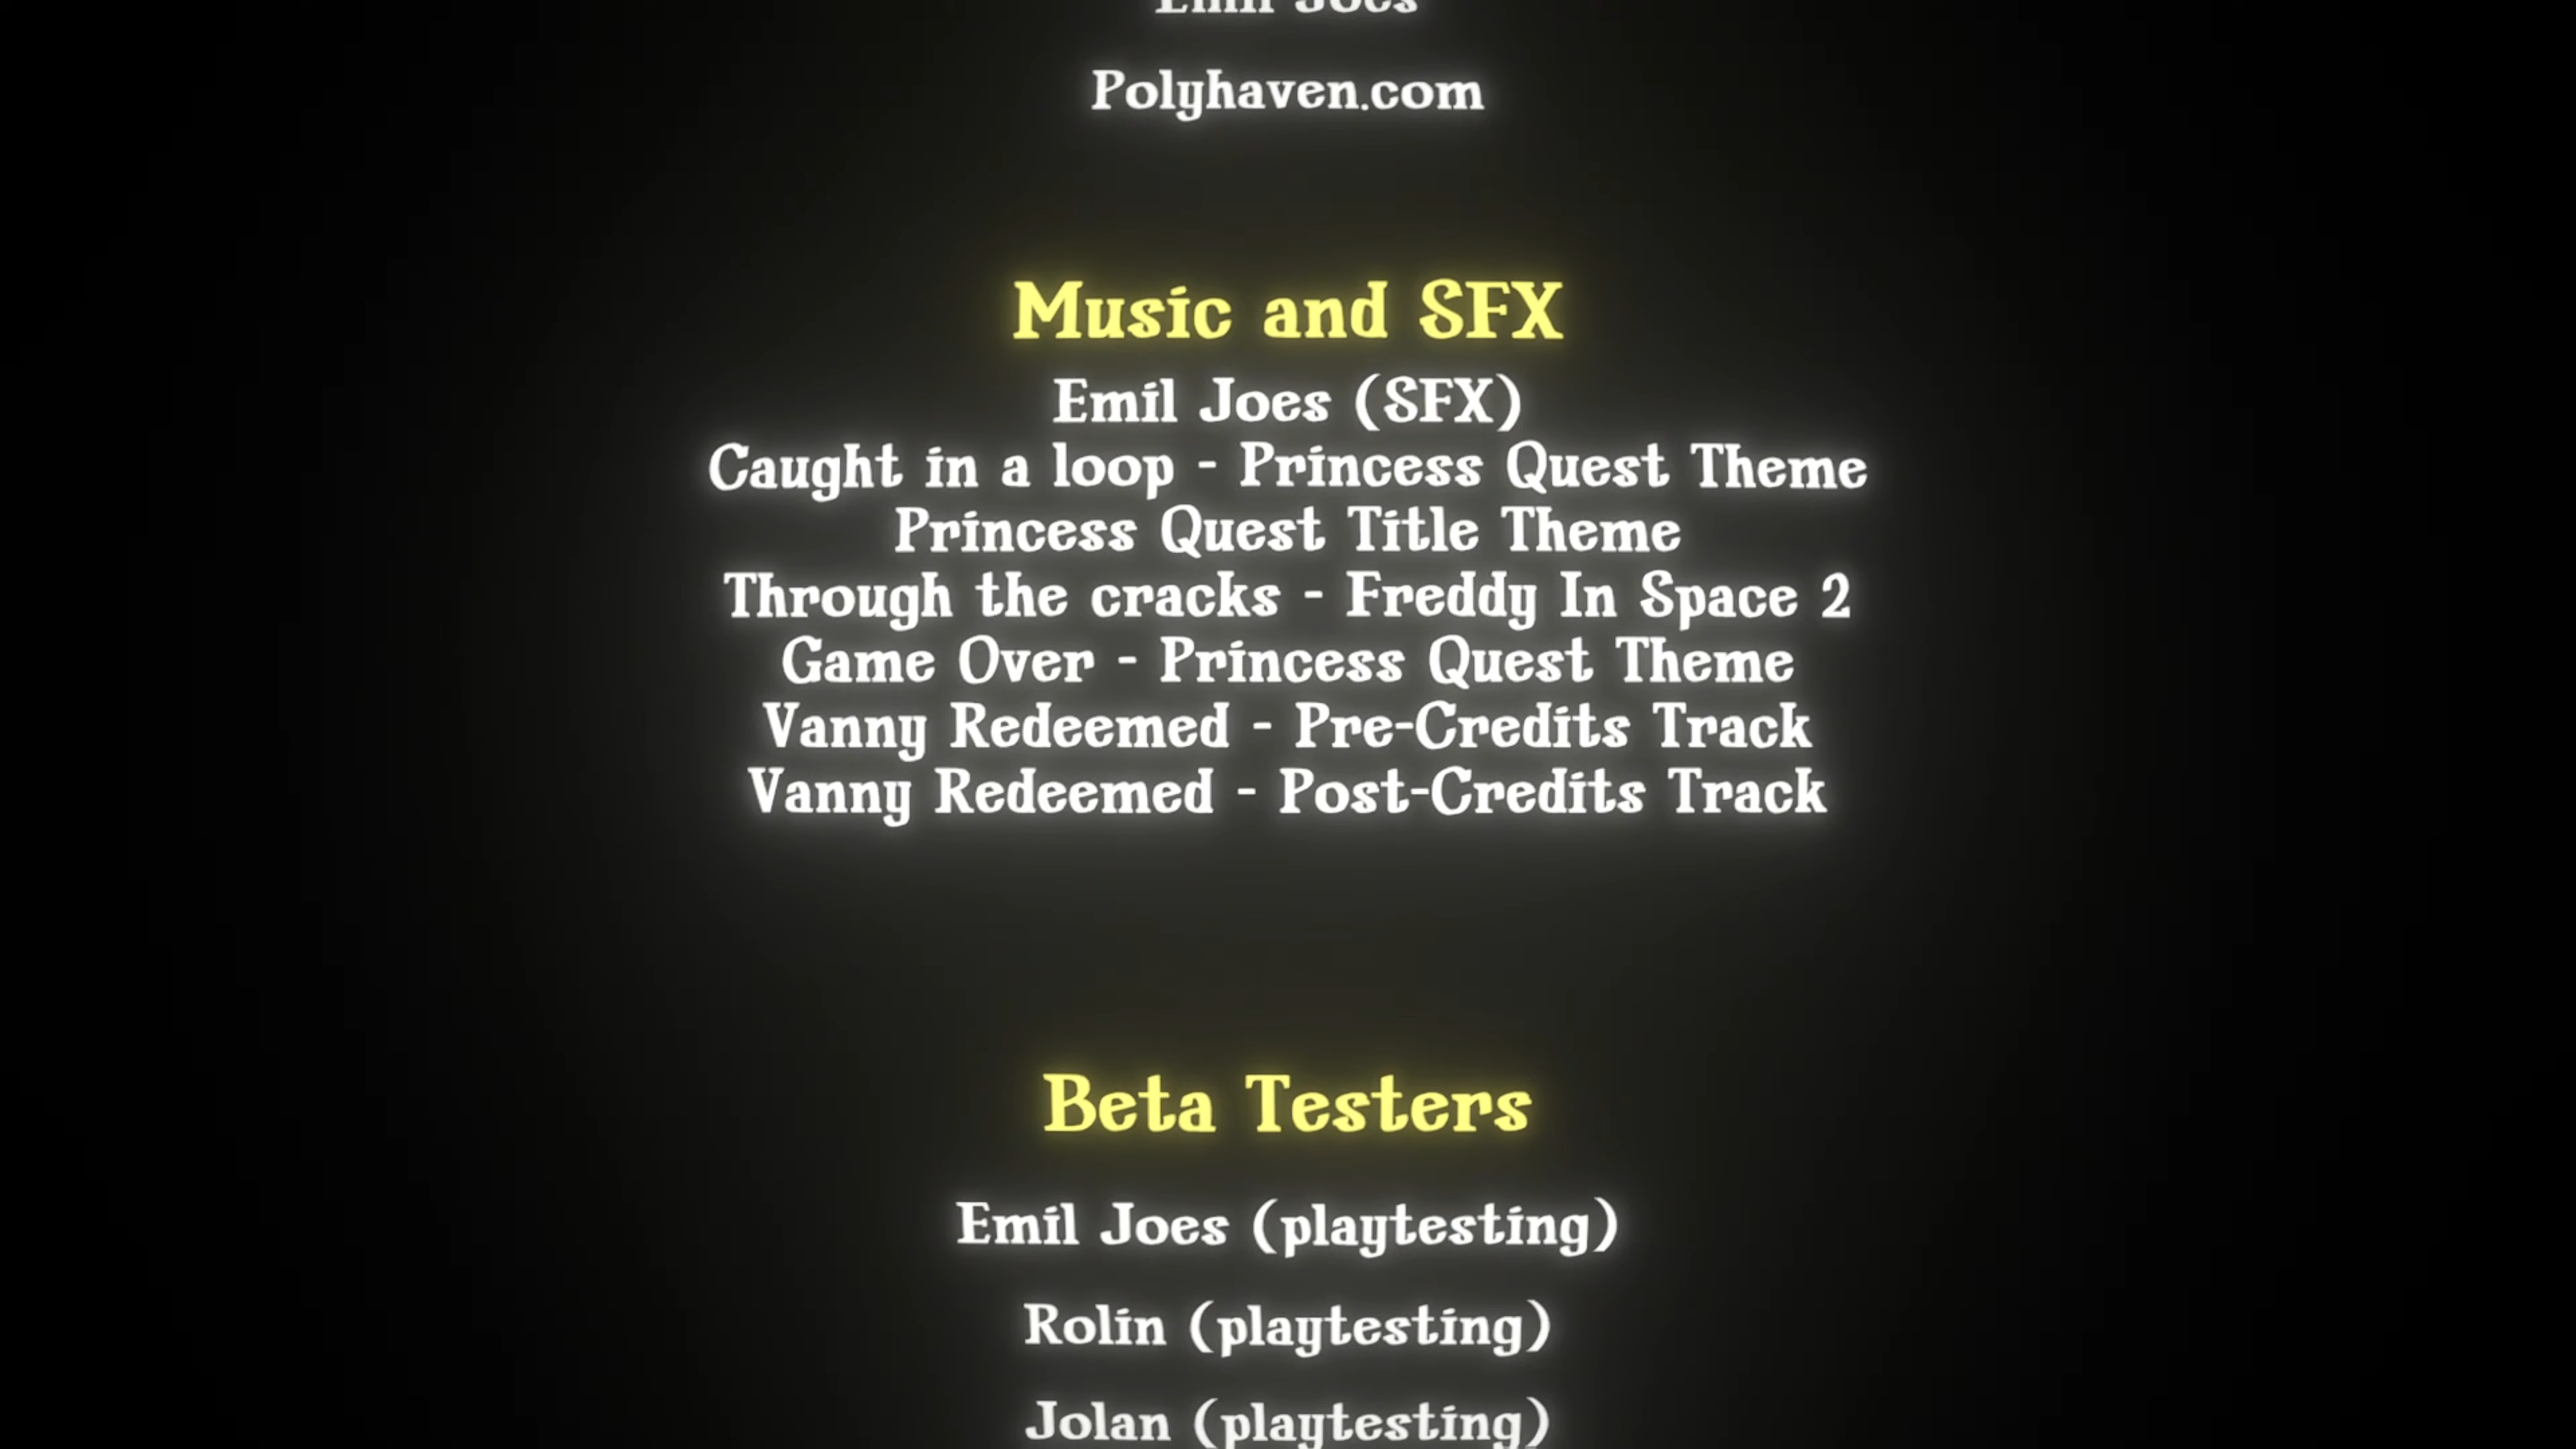 Emil Joes
Polyhaven.com
Music and SFX
Emil Joes (SFX)
Caught in a loop - Princess Quest Theme
Princess Quest Title Theme
Through the cracks - Freddy In Space 2
Game Over - Princess Quest Theme
Vanny Redeemed - Pre-Credits Track
Vanny Redeemed - Post-Credits Track
Beta Testers
Emil Joes (playtesting)
Rolin (playtesting)
Jolan (playtesting)